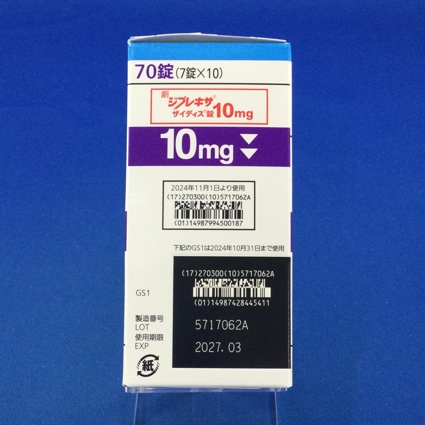 70錠(7錠×10)
劇 ジプレキサ®
ザイディス®錠10mg
10mg
2024年11月1日より使用
(17)270300(10)5717062A
(01)14987994500187
下記のGS1は2024年10月31日まで使用
(17)270300(10)5717062A
(01)14987428445411
GS1
製造番号
LOT
5717062A
使用期限
EXP
2027.03
紙